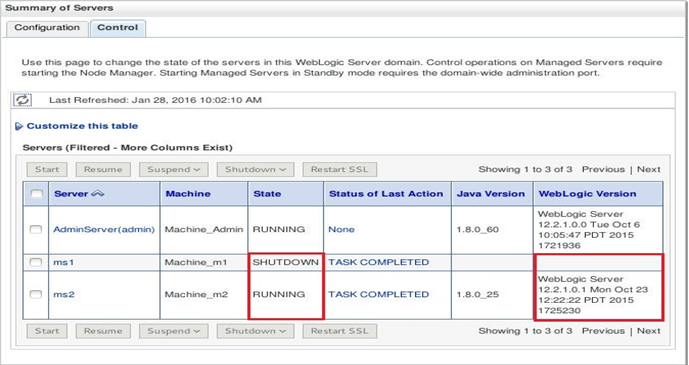 Summary of Servers
Configuration Control
Use this page to change the state of the servers in this WebLogic Server domain. Control operations on Managed Servers require
starting the Node Manager. Starting Managed Servers in Standby mode requires the domain-wide administration port.
Last Refreshed: Jan 28, 2016 10:02:10 AM
Customize this table
Servers (Filtered - More Columns Exist)
Start Resume Suspend Shutdown Restart SSL Showing 1 to 3 of 3 Previous | Next
Server Machine State Status of Last Action Java Version WebLogic Version
AdminServer(admin) Machine_Admin RUNNING None 1.8.0_60 WebLogic Server
12.2.1.0.0 Tue Oct 6
10:05:47 PDT 2015
1721936
ms1 Machine_m1 SHUTDOWN TASK COMPLETED
ms2 Machine_m2 RUNNING TASK COMPLETED 1.8.0_25 WebLogic Server
12.2.1.0.1 Mon Oct 23
12:22:22 PDT 2015
1725230
Start Resume Suspend Shutdown Restart SSL Showing 1 to 3 of 3 Previous | Next